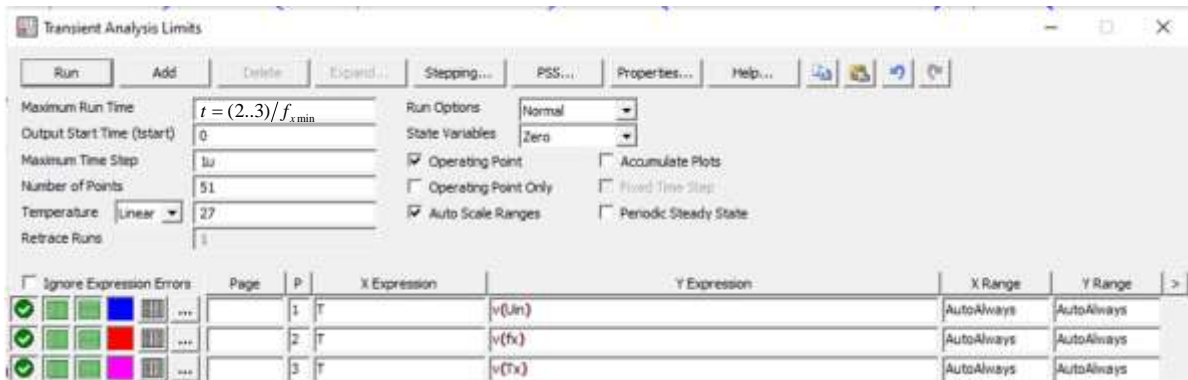 Transient Analysis Limits
Run Add Delete Expand... Stepping... PSS... Properties... Help...
Maximum Run Time t = (2..3)/f_{x min} Run Options Normal
Output Start Time (tstart) 0 State Variables Zero
Maximum Time Step 1u Operating Point Accumulate Plots
Number of Points 51 Operating Point Only Fixed Time Step
Temperature Linear 27 Auto Scale Ranges Periodic Steady State
Retrace Runs 1
Ignore Expression Errors Page P X Expression Y Expression X Range Y Range >
... 1 T v(Uin) AutoAlways AutoAlways
... 2 T v(fx) AutoAlways AutoAlways
... 3 T v(Tx) AutoAlways AutoAlways